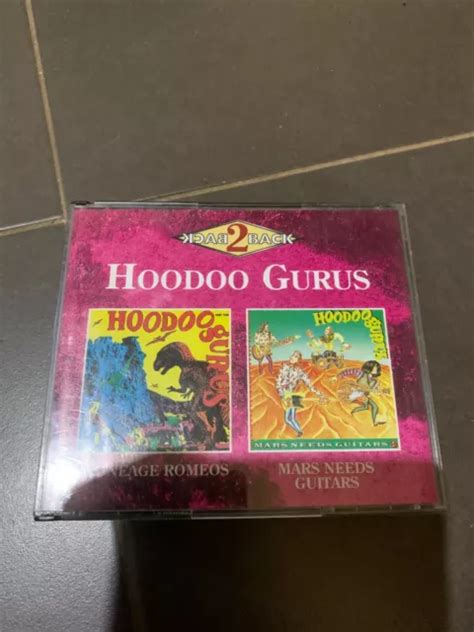 BACK 2 BACK
HOODOO GURUS
HOODOO
GURUS
HOODOO
GURUS
MARS NEEDS GUITARS!
NEAGE ROMEOS
MARS NEEDS
GUITARS